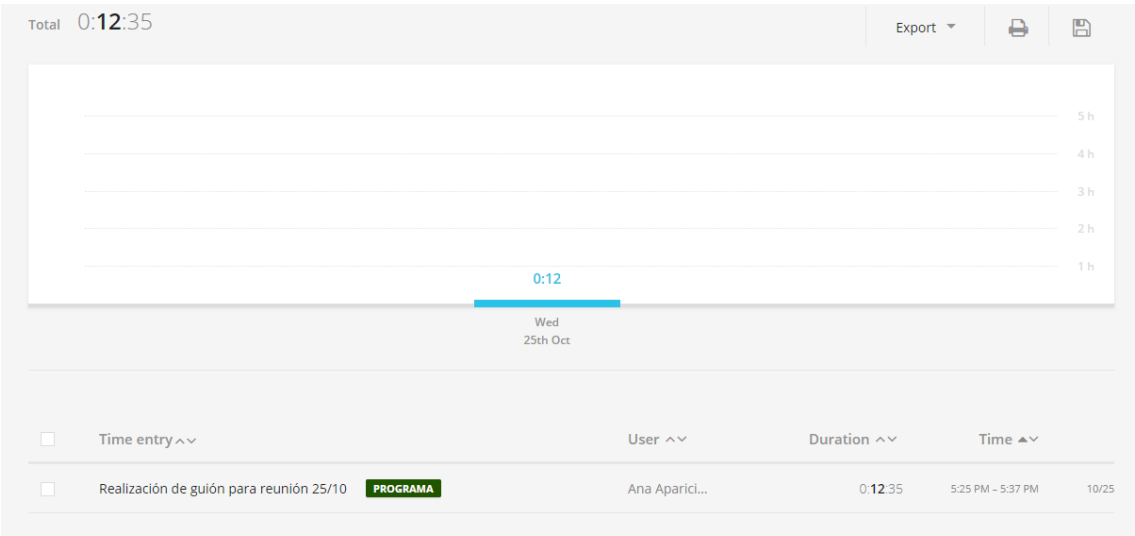 Total 0:12:35 Export
5 h
4 h
3 h
2 h
1 h
0:12
Wed
25th Oct
Time entry User Duration Time
Realización de guión para reunión 25/10 PROGRAMA Ana Aparici... 0:12:35 5:25 PM – 5:37 PM 10/25